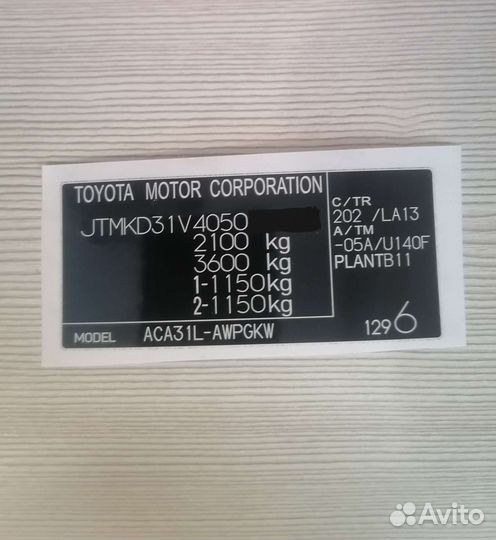 TOYOTA MOTOR CORPORATION
JTMKD31V4050
2100 kg
3600 kg
1-1150kg
2-1150kg
C/TR
202 /LA13
A/TM
-05A/U140F
PLANTB11
MODEL ACA31L-AWPGKW
1296
Avito